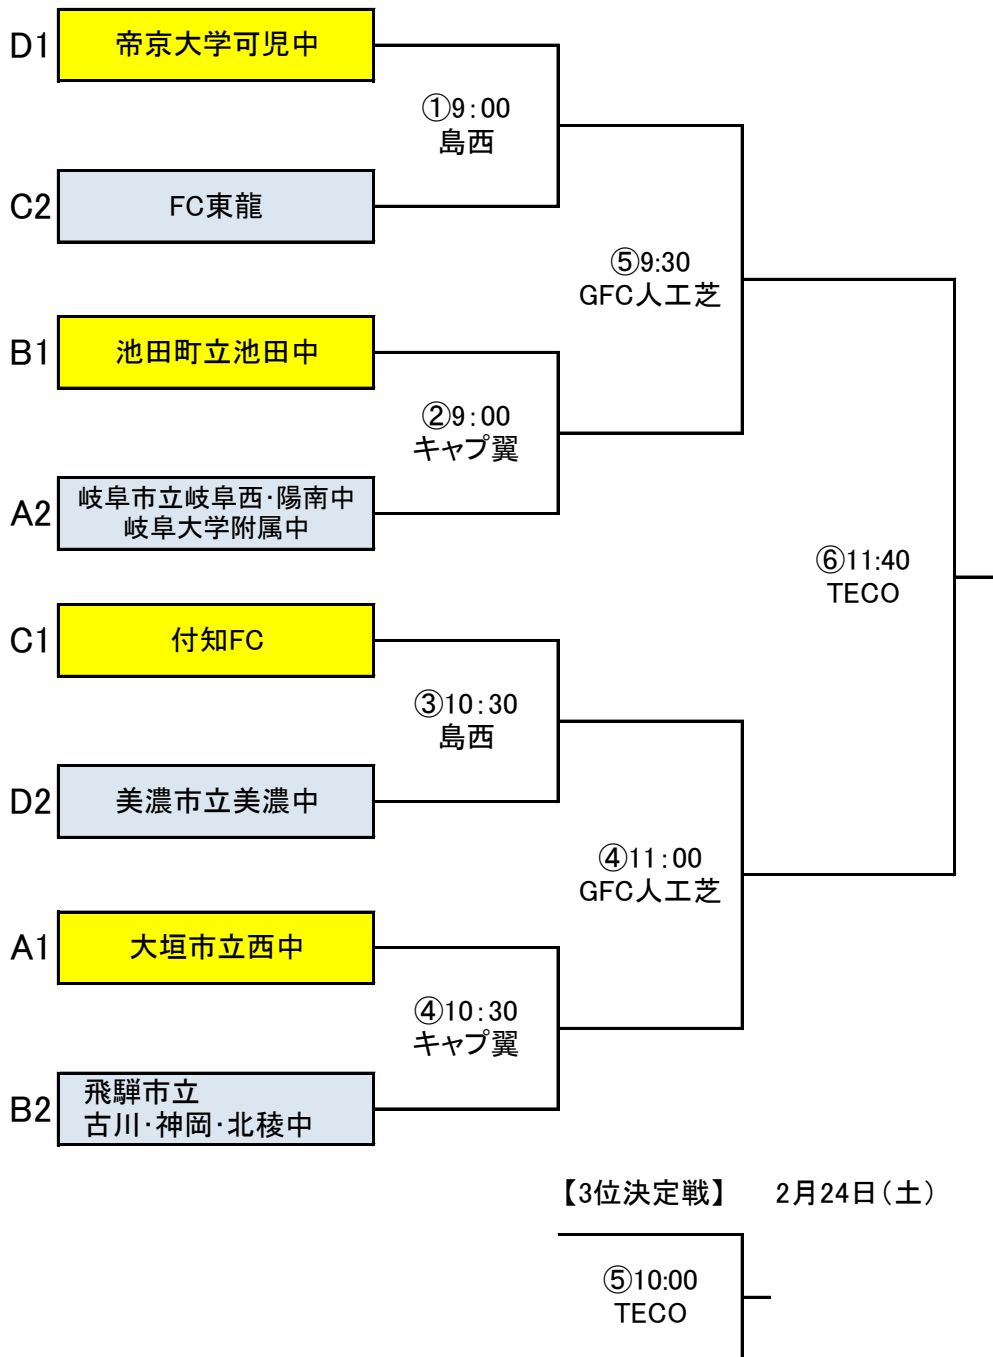 D1
帝京大学可児中
①9:00
島西
C2
FC東龍
⑤9:30
GFC人工芝
B1
池田町立池田中
②9:00
キャプ翼
A2
岐阜市立岐阜西・陽南中
岐阜大学附属中
⑥11:40
TECO
C1
付知FC
③10:30
島西
D2
美濃市立美濃中
④11:00
GFC人工芝
A1
大垣市立西中
④10:30
キャプ翼
B2
飛騨市立
古川・神岡・北稜中
【3位決定戦】 2月24日(土)
⑤10:00
TECO